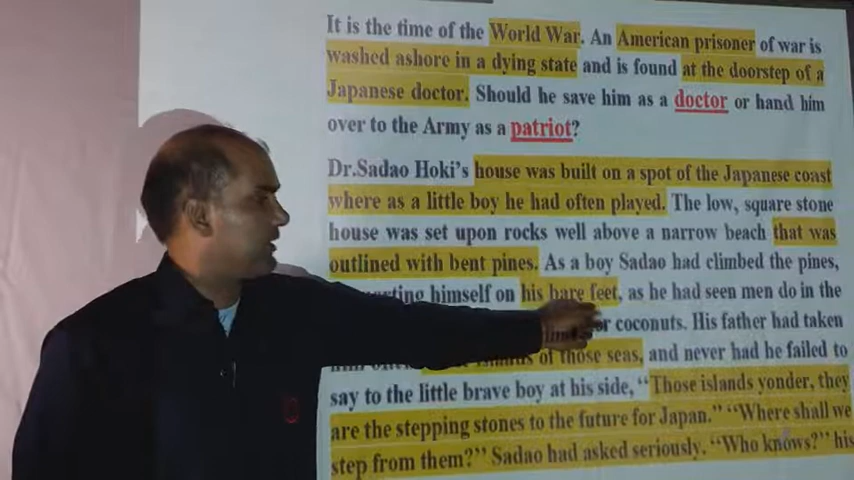 It is the time of the World War. An American prisoner of war is
washed ashore in a dying state and is found at the doorstep of a
Japanese doctor. Should he save him as a doctor or hand him
over to the Army as a patriot?
Dr.Sadao Hoki's house was built on a spot of the Japanese coast
where as a little boy he had often played. The low, square stone
house was set upon rocks well above a narrow beach that was
outlined with bent pines. As a boy Sadao had climbed the pines,
himself on his bare feet, as he had seen men do in the
coconuts. His father had taken
those seas, and never had he failed to
say to the little brave boy at his side, "Those islands yonder, they
are the stepping stones to the future for Japan." "Where shall we
step from them?" Sadao had asked seriously. "Who knows?" his